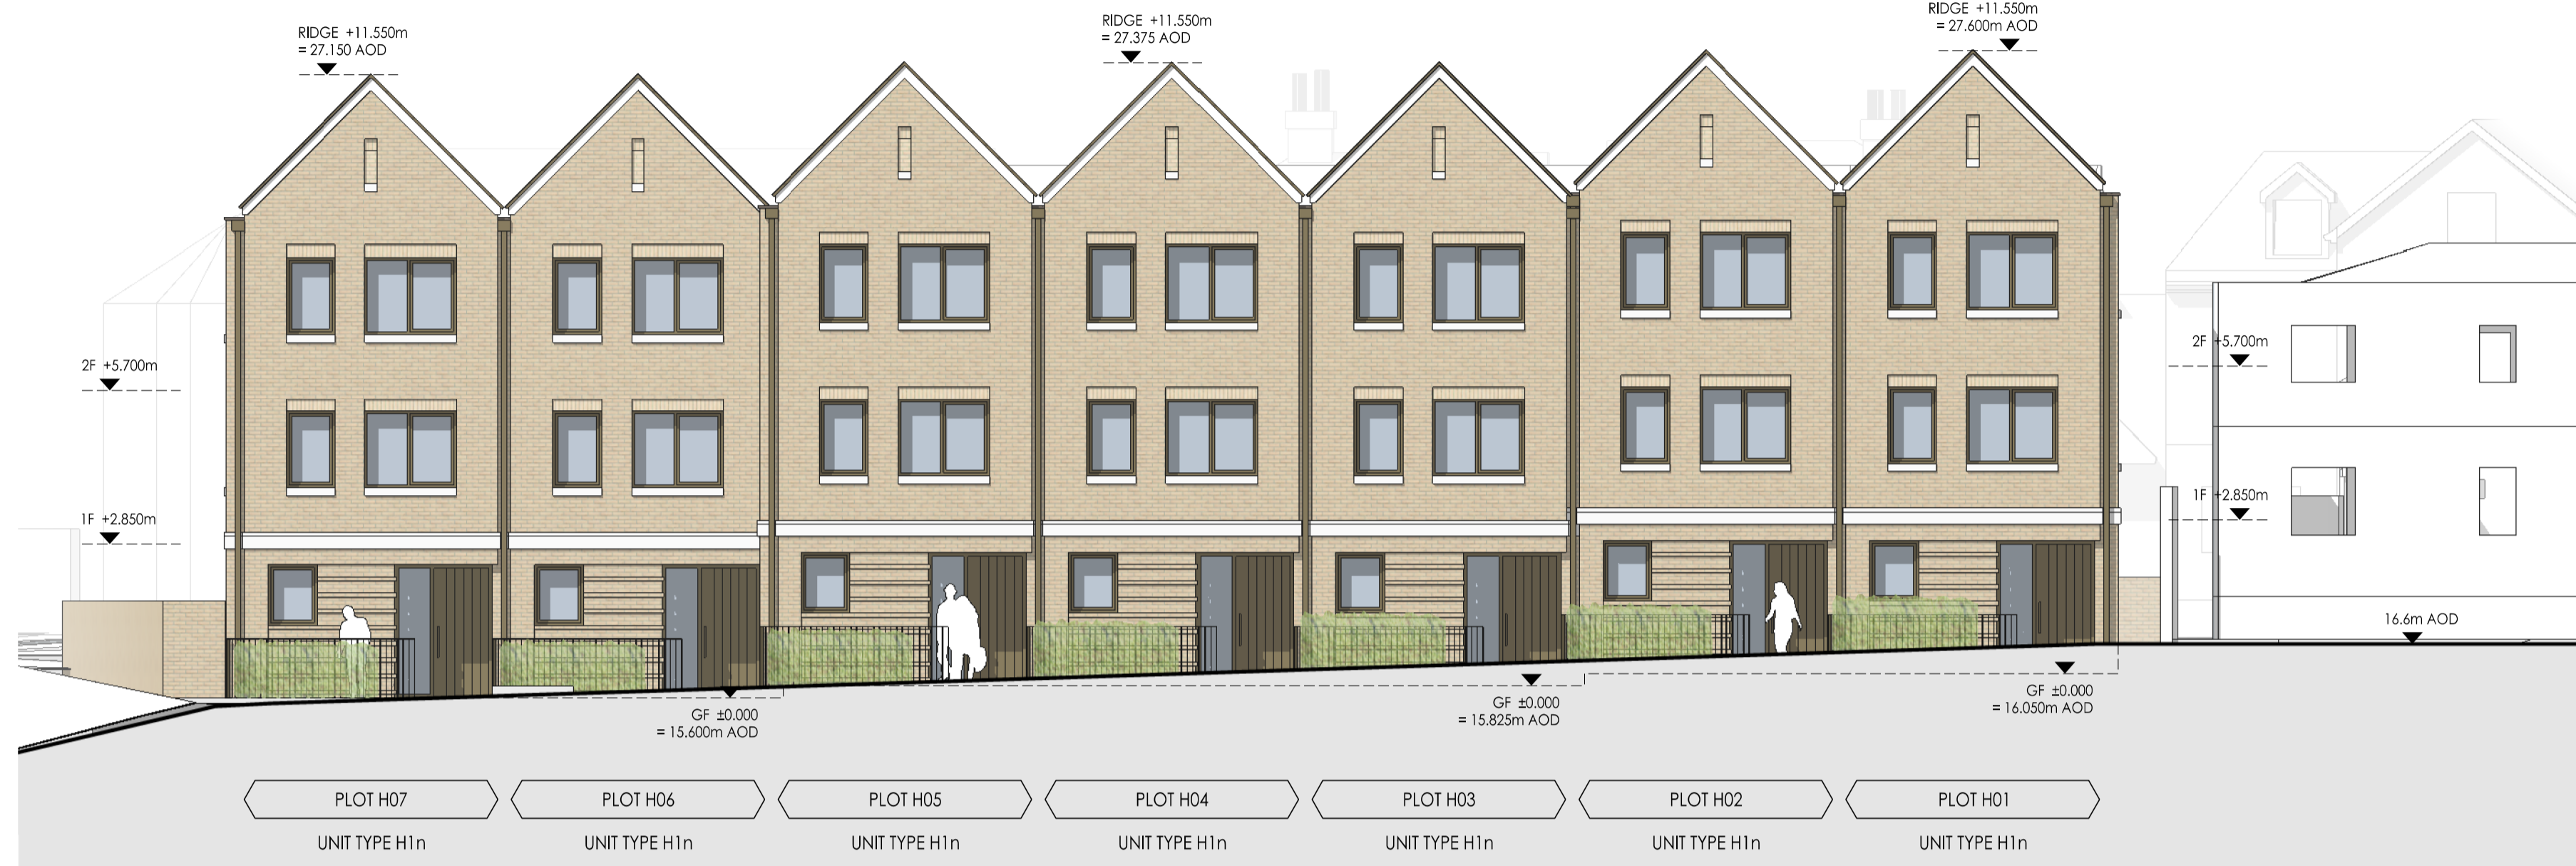 RIDGE +11.550m
= 27.150 AOD
RIDGE +11.550m
= 27.375 AOD
RIDGE +11.550m
= 27.600m AOD
2F +5.700m
2F +5.700m
1F +2.850m
1F +2.850m
16.6m AOD
GF ±0.000
= 15.600m AOD
GF ±0.000
= 15.825m AOD
GF ±0.000
= 16.050m AOD
PLOT H07
PLOT H06
PLOT H05
PLOT H04
PLOT H03
PLOT H02
PLOT H01
UNIT TYPE H1n
UNIT TYPE H1n
UNIT TYPE H1n
UNIT TYPE H1n
UNIT TYPE H1n
UNIT TYPE H1n
UNIT TYPE H1n